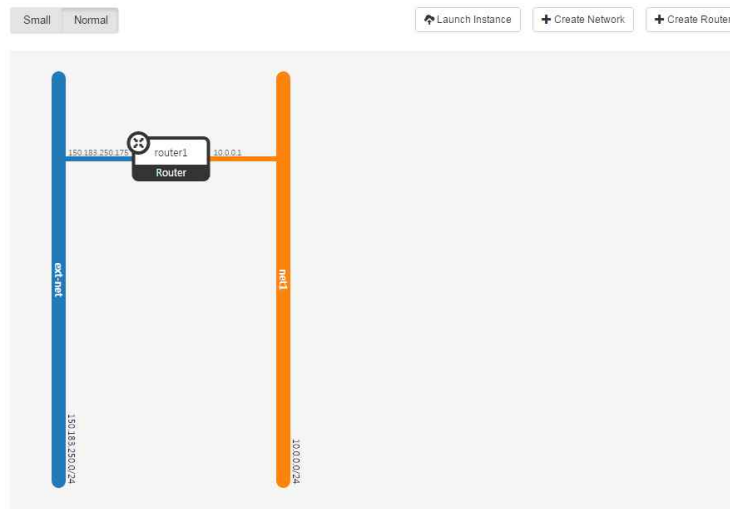 Small Normal Launch Instance Create Network Create Router
150.183.250.175 router1 10.0.0.1
Router
ext-net net1
150.183.250.0/24 10.0.0.0/24